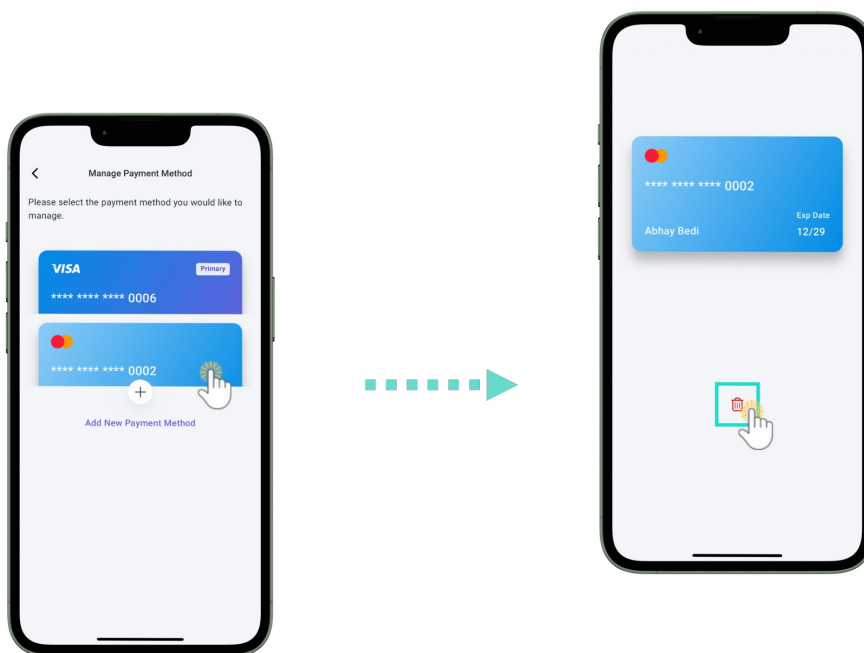 Manage Payment Method
Please select the payment method you would like to
manage.
VISA
Primary
**** **** **** 0006
**** **** **** 0002
+
Add New Payment Method
**** **** **** 0002
Exp Date
Abhay Bedi 12/29